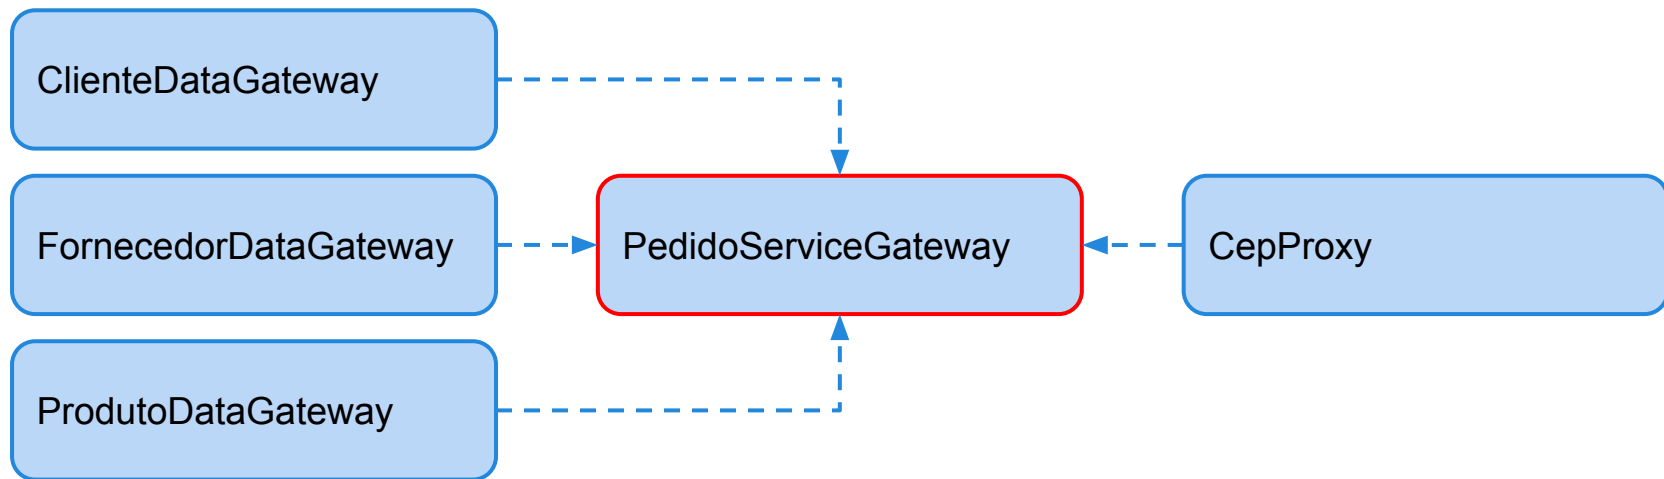 ClienteDataGateway
FornecedorDataGateway
PedidoServiceGateway
CepProxy
ProdutoDataGateway